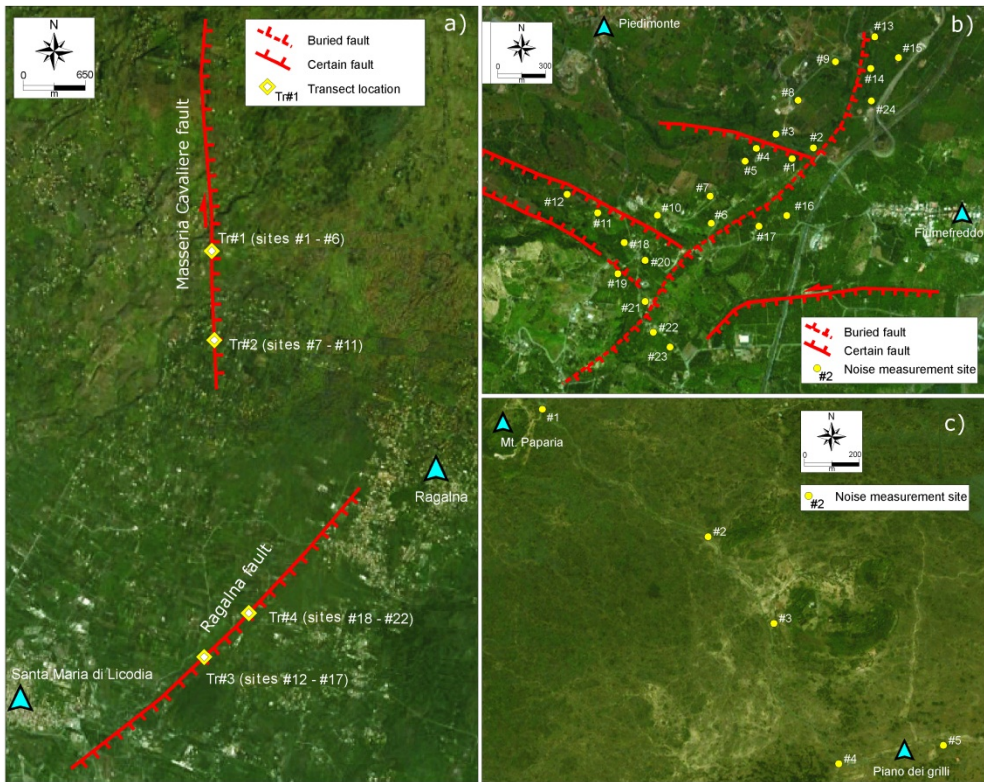 a)
N
0
650
m
Buried fault
Certain fault
Tr#1
Transect location
Masseria Cavaliere fault
Tr#1 (sites #1 - #6)
Tr#2 (sites #7 - #11)
Ragalna
Ragalna fault
Tr#4 (sites #18 - #22)
Tr#3 (sites #12 - #17)
Santa Maria di Licodia
b)
N
0
300
m
Piedimonte
#13
#15
#9
#14
#8
#24
#3
#2
#4
#1
#5
#7
#12
#11
#10
#6
#16
#17
Fiumefreddo
#18
#20
#19
#21
#22
#23
Buried fault
Certain fault
#2
Noise measurement site
c)
N
0
200
m
#1
Mt. Paparia
#2
Noise measurement site
#2
#3
#5
#4
Piano dei grilli